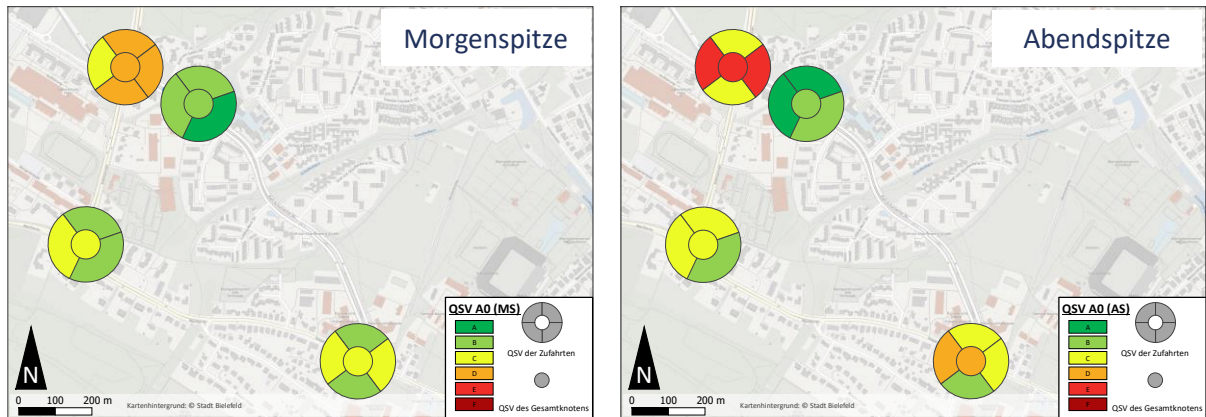 Morgenspitze
QSV A0 (MS)
A
B
C
D
E
F
QSV der Zufahrten
QSV des Gesamtknotens
N
0 100 200 m
Kartenhintergrund: © Stadt Bielefeld
Abendspitze
QSV A0 (AS)
A
B
C
D
E
F
QSV der Zufahrten
QSV des Gesamtknotens
N
0 100 200 m
Kartenhintergrund: © Stadt Bielefeld